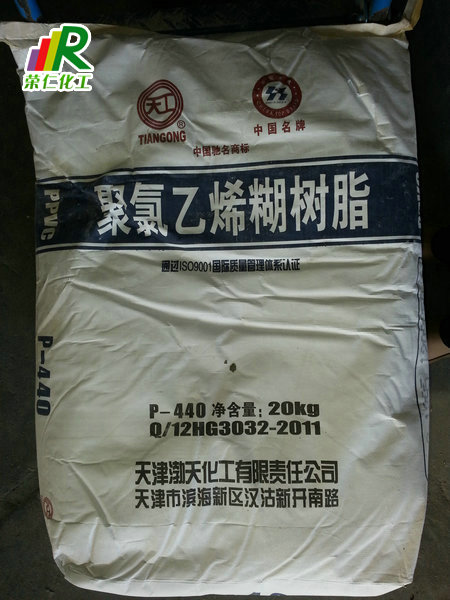 R
荣仁化工
天工
®
TIANGONG
中国驰名商标
中国名牌
PPVC
聚氯乙烯糊树脂
通过ISO9001国际质量管理体系认证
P-440
P-440 净含量：20kg
Q/12HG3032-2011
天津渤天化工有限责任公司
天津市滨海新区汉沽新开南路